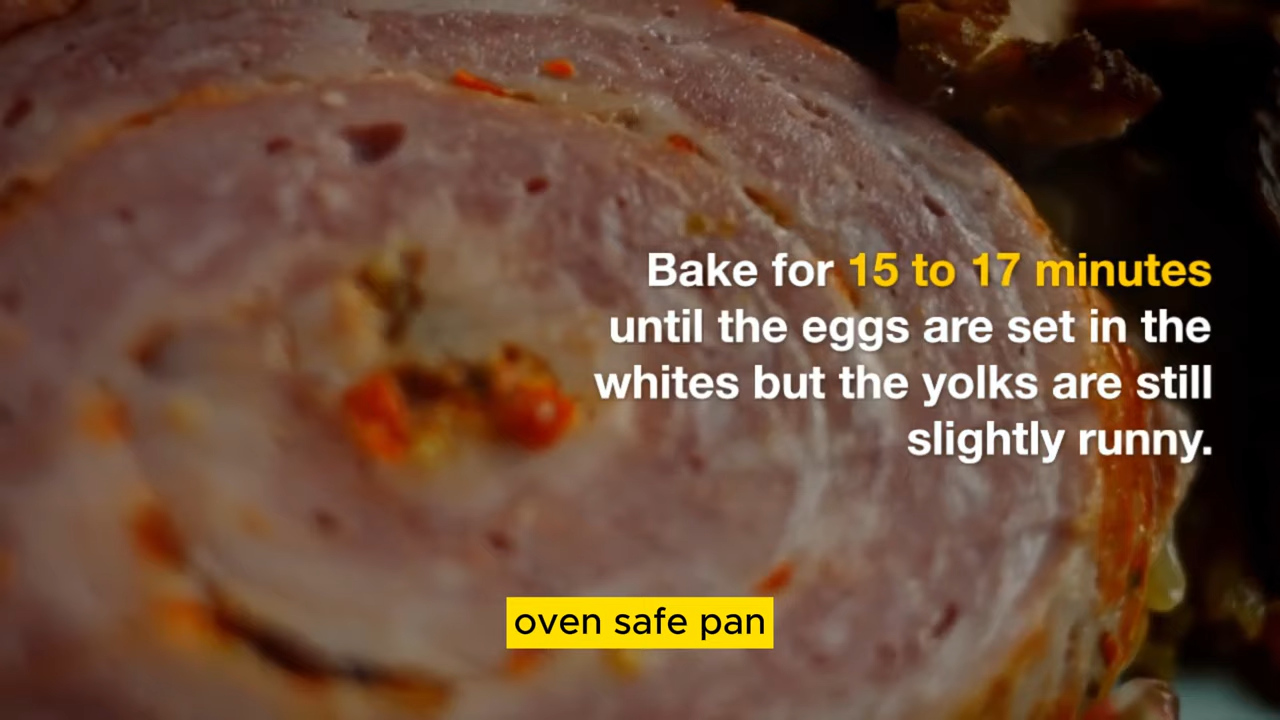 Bake for 15 to 17 minutes
until the eggs are set in the
whites but the yolks are still
slightly runny.
oven safe pan